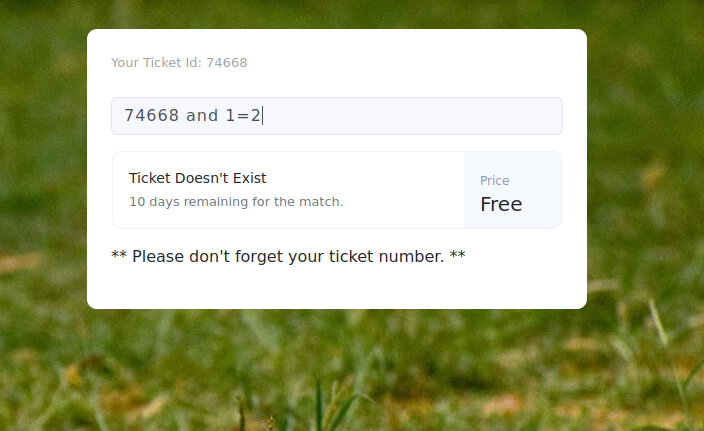 Your Ticket Id: 74668
74668 and 1=2
Ticket Doesn't Exist
10 days remaining for the match.
Price
Free
** Please don't forget your ticket number. **